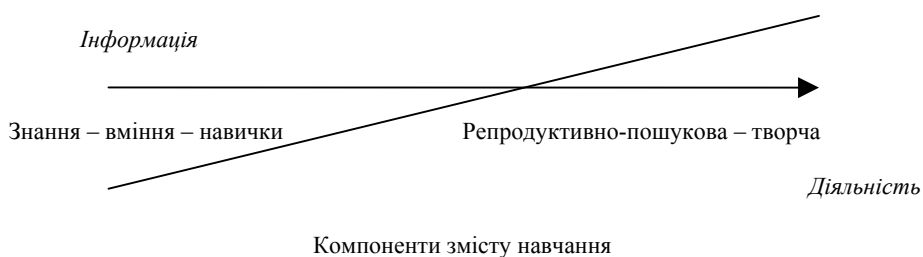 Інформація
Знання – вміння – навички Репродуктивно-пошукова – творча
Діяльність
Компоненти змісту навчання